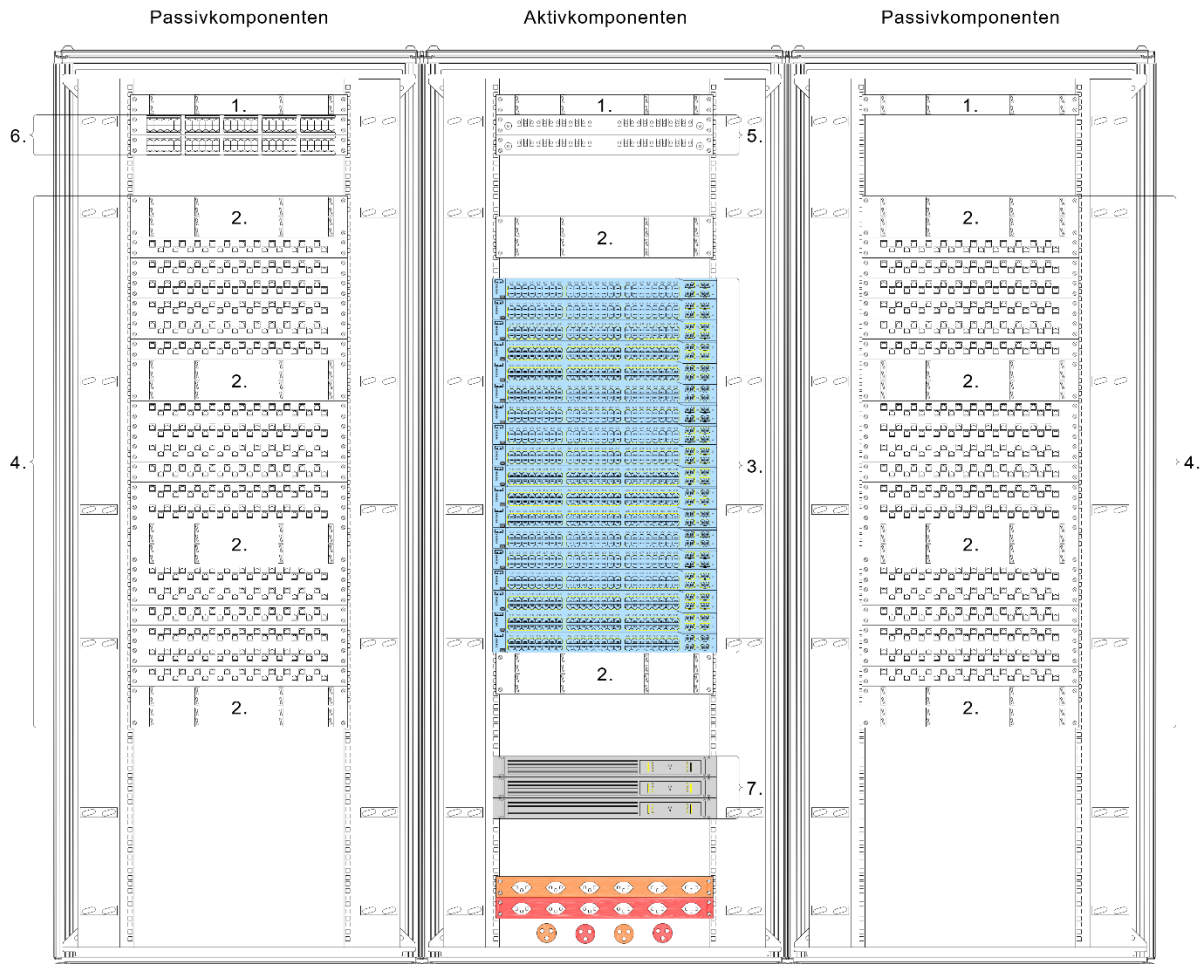 Passivkomponenten Aktivkomponenten Passivkomponenten
1. 1. 1.
6. 5.
2. 2.
2.
2. 2.
4. 3. 4.
2. 2.
2.
2. 2.
7.